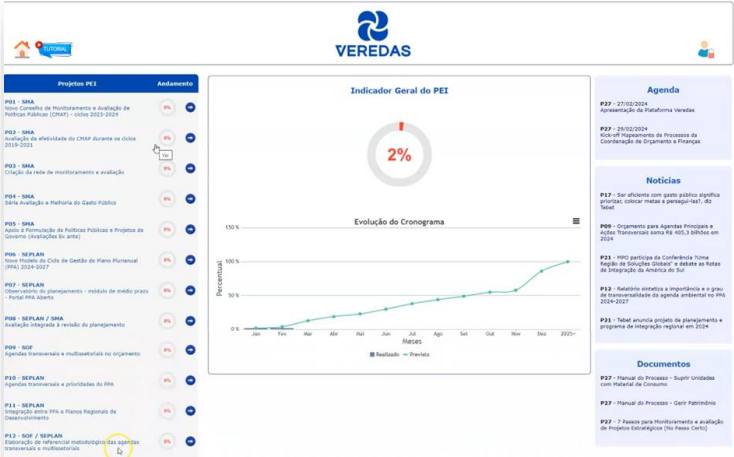 TUTORIAL
VEREDAS
Projetos PEI
Andamento
P01 - SMA
Novo Conselho de Monitoramento e Avaliação de
Políticas Públicas (CMAP) - ciclos 2023-2024
0%
P02 - SMA
Avaliação da efetividade do CMAP durante os ciclos
2019-2021
0%
Ver
P03 - SMA
Criação da rede de monitoramento e avaliação
0%
P04 - SMA
Série Avaliação e Melhoria do Gasto Público
0%
P05 - SMA
Apoio à Formulação de Políticas Públicas e Projetos de
Governo (Avaliações Ex ante)
0%
P06 - SEPLAN
Novo Modelo do Ciclo de Gestão do Plano Plurianual
(PPA) 2024-2027
0%
P07 - SEPLAN
Observatório do planejamento - módulo de médio prazo
- Portal PPA Aberto
0%
P08 - SEPLAN / SMA
Avaliação integrada à revisão do planejamento
0%
P09 - SOF
Agendas transversais e multissetoriais no orçamento
0%
P10 - SEPLAN
Agendas transversais e prioridades do PPA
0%
P11 - SEPLAN
Integração entre PPA e Planos Regionais de
Desenvolvimento
0%
P12 - SOF / SEPLAN
Elaboração de referencial metodológico das agendas
transversais e multissetoriais
0%
Indicador Geral do PEI
2%
Evolução do Cronograma
Percentual
150 %
100 %
50 %
0 %
Jan Fev Mar Abr Mai Jun Jul Ago Set Out Nov Dez 2025+
Meses
Realizado Previsto
Agenda
P27 - 27/02/2024
Apresentação da Plataforma Veredas
P27 - 29/02/2024
Kick-off Mapeamento de Processos da
Coordenação de Orçamento e Finanças
Notícias
P17 - Ser eficiente com gasto público significa
priorizar, colocar metas e persegui-las?, diz
Tebet
P09 - Orçamento para Agendas Principais e
Ações Transversais soma R$ 405,3 bilhões em
2024
P21 - MPO participa da Conferência ?Uma
Região de Soluções Globais" e debate as Rotas
de Integração da América do Sul
P12 - Relatório sintetiza a importância e o grau
de transversalidade da agenda ambiental no PPA
2024-2027
P21 - Tebet anuncia projeto de planejamento e
programa de integração regional em 2024
Documentos
P27 - Manual do Processo - Suprir Unidades
com Material de Consumo
P27 - Manual do Processo - Gerir Patrimônio
P27 - 7 Passos para Monitoramento e avaliação
de Projetos Estratégicos (No Passo Certo)